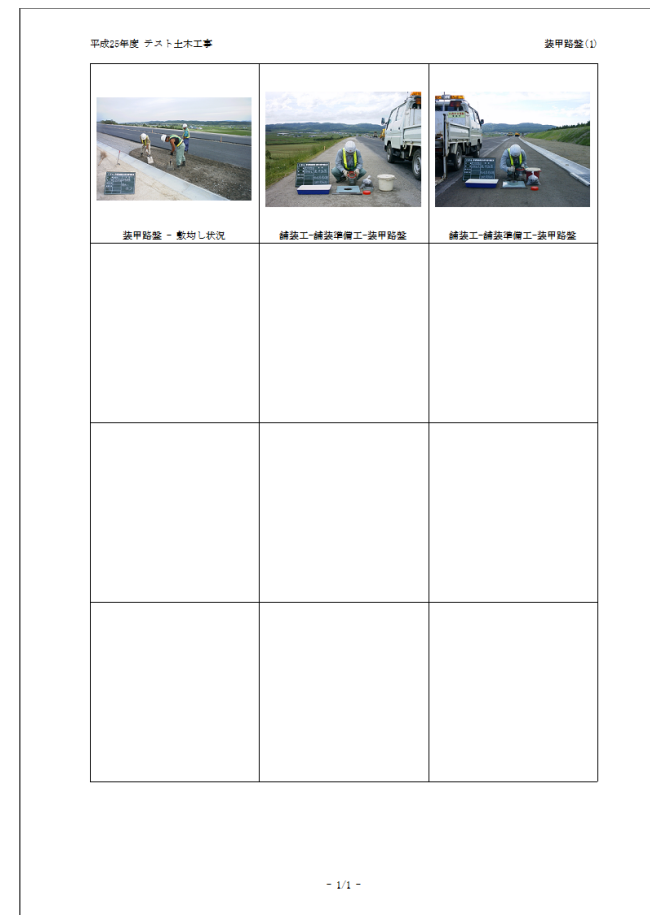 平成25年度 テスト土木工事
装甲路盤(1)
装甲路盤 - 敷均し状況
舗装工-舗装準備工-装甲路盤
舗装工-舗装準備工-装甲路盤
- 1/1 -